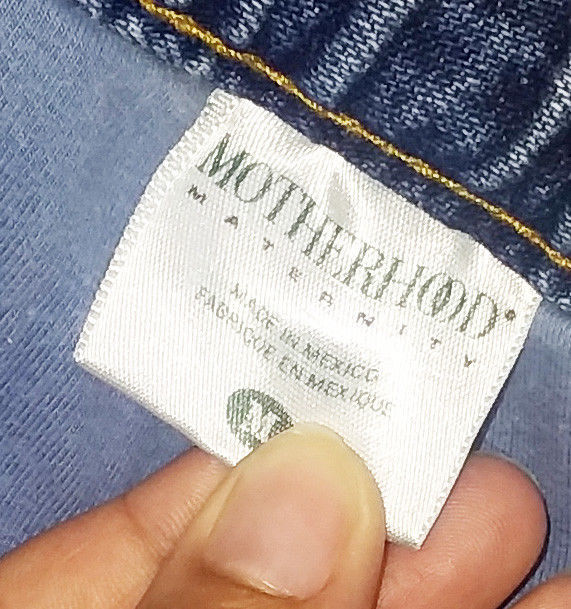 MOTHERHOOD®
MATERNITY
MADE IN MEXICO
FABRIQUE EN MEXIQUE
M